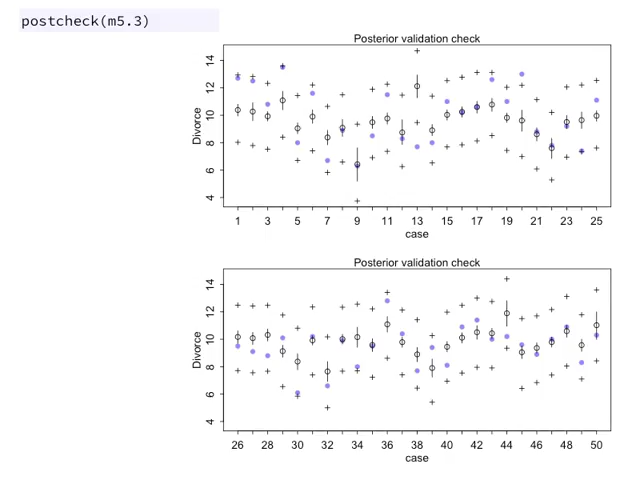 postcheck(m5.3)
Posterior validation check
Divorce
14
12
10
8
6
4
1 3 5 7 9 11 13 15 17 19 21 23 25
case
Posterior validation check
Divorce
14
12
10
8
6
4
26 28 30 32 34 36 38 40 42 44 46 48 50
case